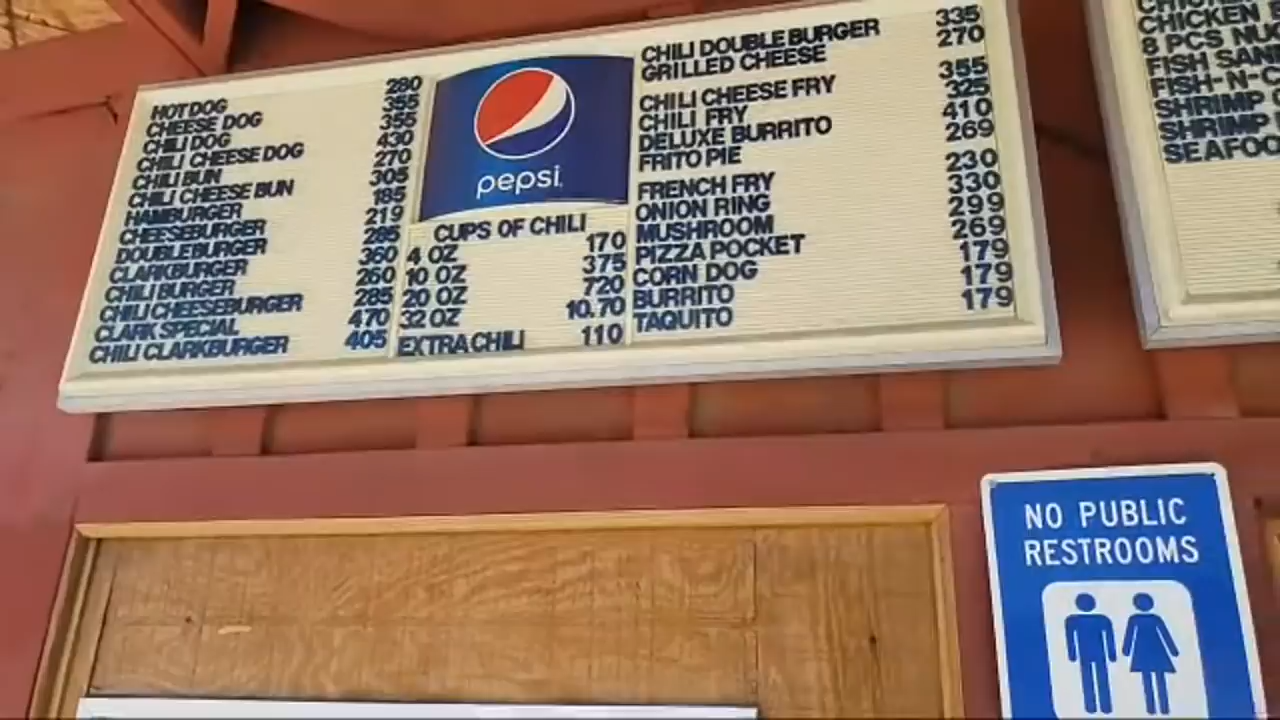 HOT DOG 280
CHEESE DOG 355
CHILI DOG 355
CHILI CHEESE DOG 430
CHILI BUN 270
CHILI CHEESE BUN 305
HAMBURGER 185
CHEESEBURGER 219
DOUBLEBURGER 285
CLARKBURGER 360
CHILI BURGER 260
CHILI CHEESEBURGER 285
CLARK SPECIAL 470
CHILI CLARKBURGER 405
pepsi
CUPS OF CHILI
4 OZ 170
10 OZ 375
20 OZ 720
32 OZ 10.70
EXTRA CHILI 110
CHILI DOUBLE BURGER 335
GRILLED CHEESE 270
CHILI CHEESE FRY 355
CHILI FRY 325
DELUXE BURRITO 410
FRITO PIE 269
FRENCH FRY 230
ONION RING 330
MUSHROOM 299
PIZZA POCKET 269
CORN DOG 179
BURRITO 179
TAQUITO 179
CHICKEN
8 PCS
FISH
FISH-N-
SHRIMP
SHRIMP
NO PUBLIC
RESTROOMS